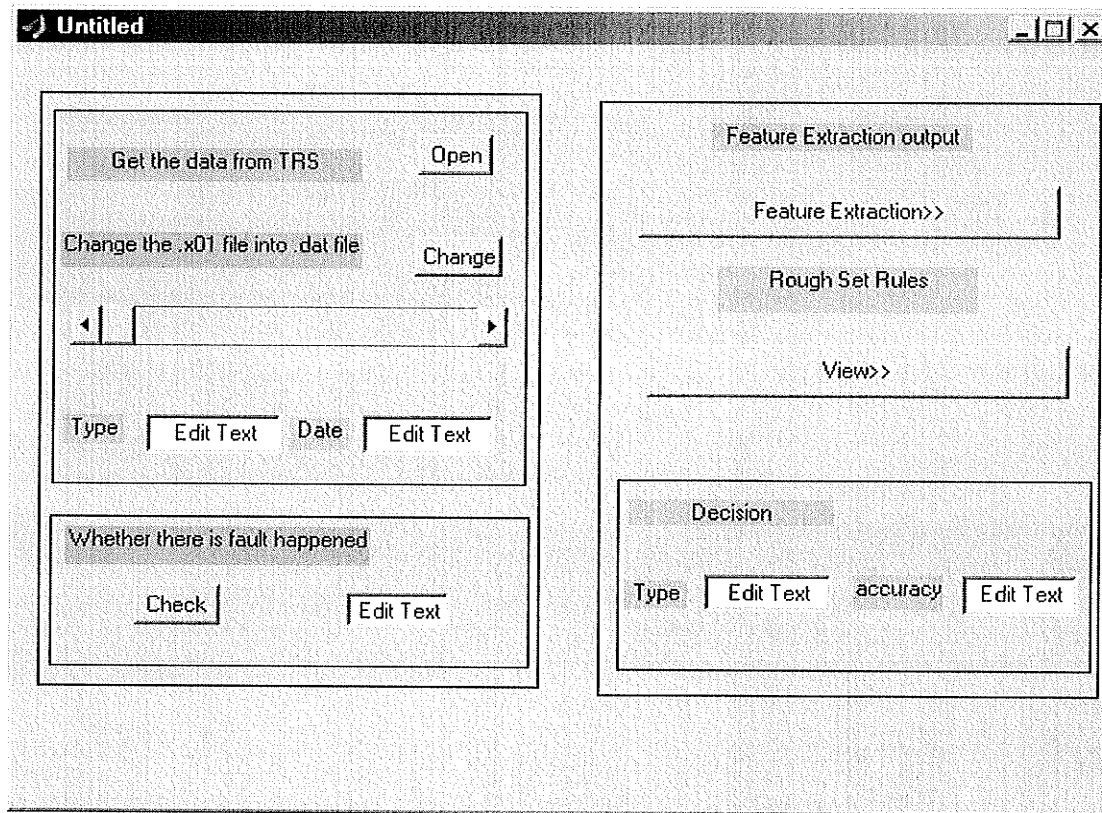 Untitled
Get the data from TRS
Open
Change the .x01 file into .dat file
Change
Type Edit Text Date Edit Text
Whether there is fault happened
Check Edit Text
Feature Extraction output
Feature Extraction>>
Rough Set Rules
View>>
Decision
Type Edit Text accuracy Edit Text